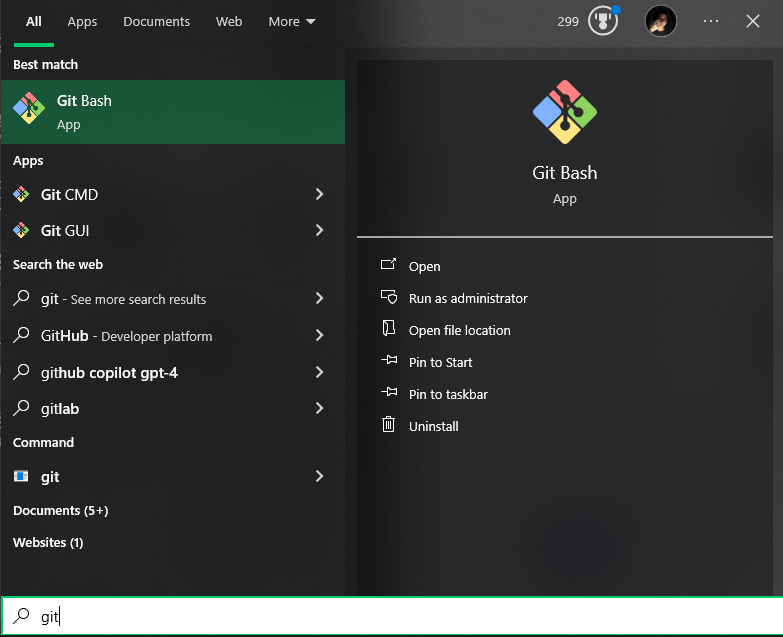 All Apps Documents Web More 299
Best match
Git Bash
App
Apps
Git CMD
Git GUI
Search the web
git - See more search results
GitHub - Developer platform
github copilot gpt-4
gitlab
Command
git
Documents (5+)
Websites (1)
Git Bash
App
Open
Run as administrator
Open file location
Pin to Start
Pin to taskbar
Uninstall
git